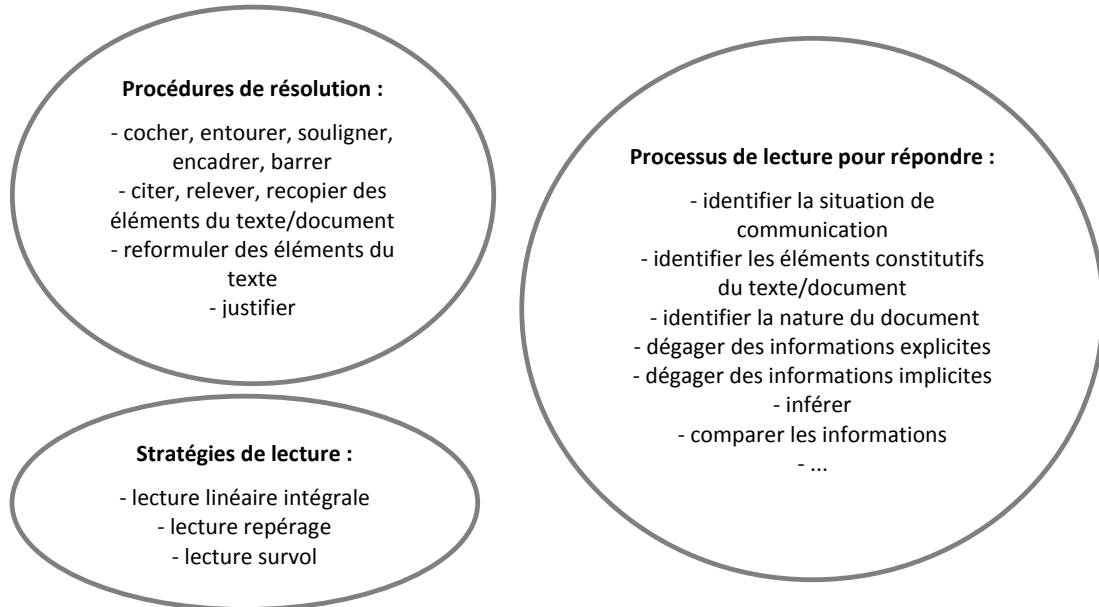 Procédures de résolution :
- cocher, entourer, souligner,
encadrer, barrer
- citer, relever, recopier des
éléments du texte/document
- reformuler des éléments du
texte
- justifier
Stratégies de lecture :
- lecture linéaire intégrale
- lecture repérage
- lecture survol
Processus de lecture pour répondre :
- identifier la situation de
communication
- identifier les éléments constitutifs
du texte/document
- identifier la nature du document
- dégager des informations explicites
- dégager des informations implicites
- inférer
- comparer les informations
- ...